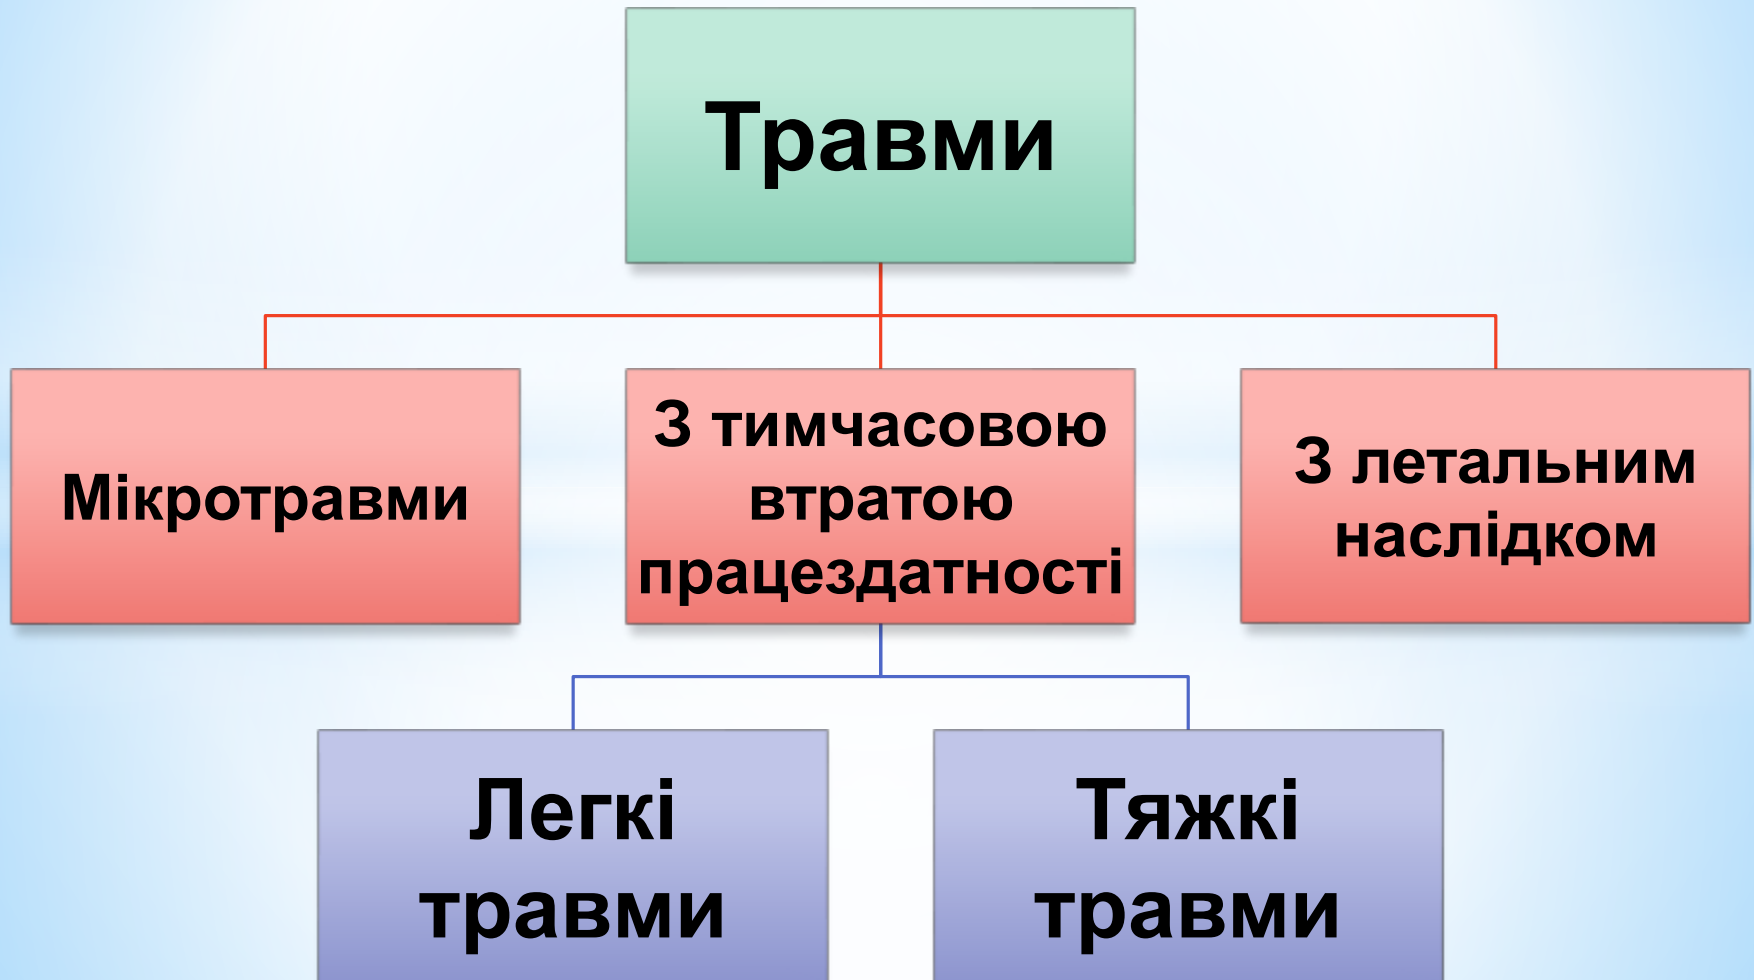 Травми
Мікротравми
З тимчасовою
втратою
працездатності
З летальним
наслідком
Легкі
травми
Тяжкі
травми